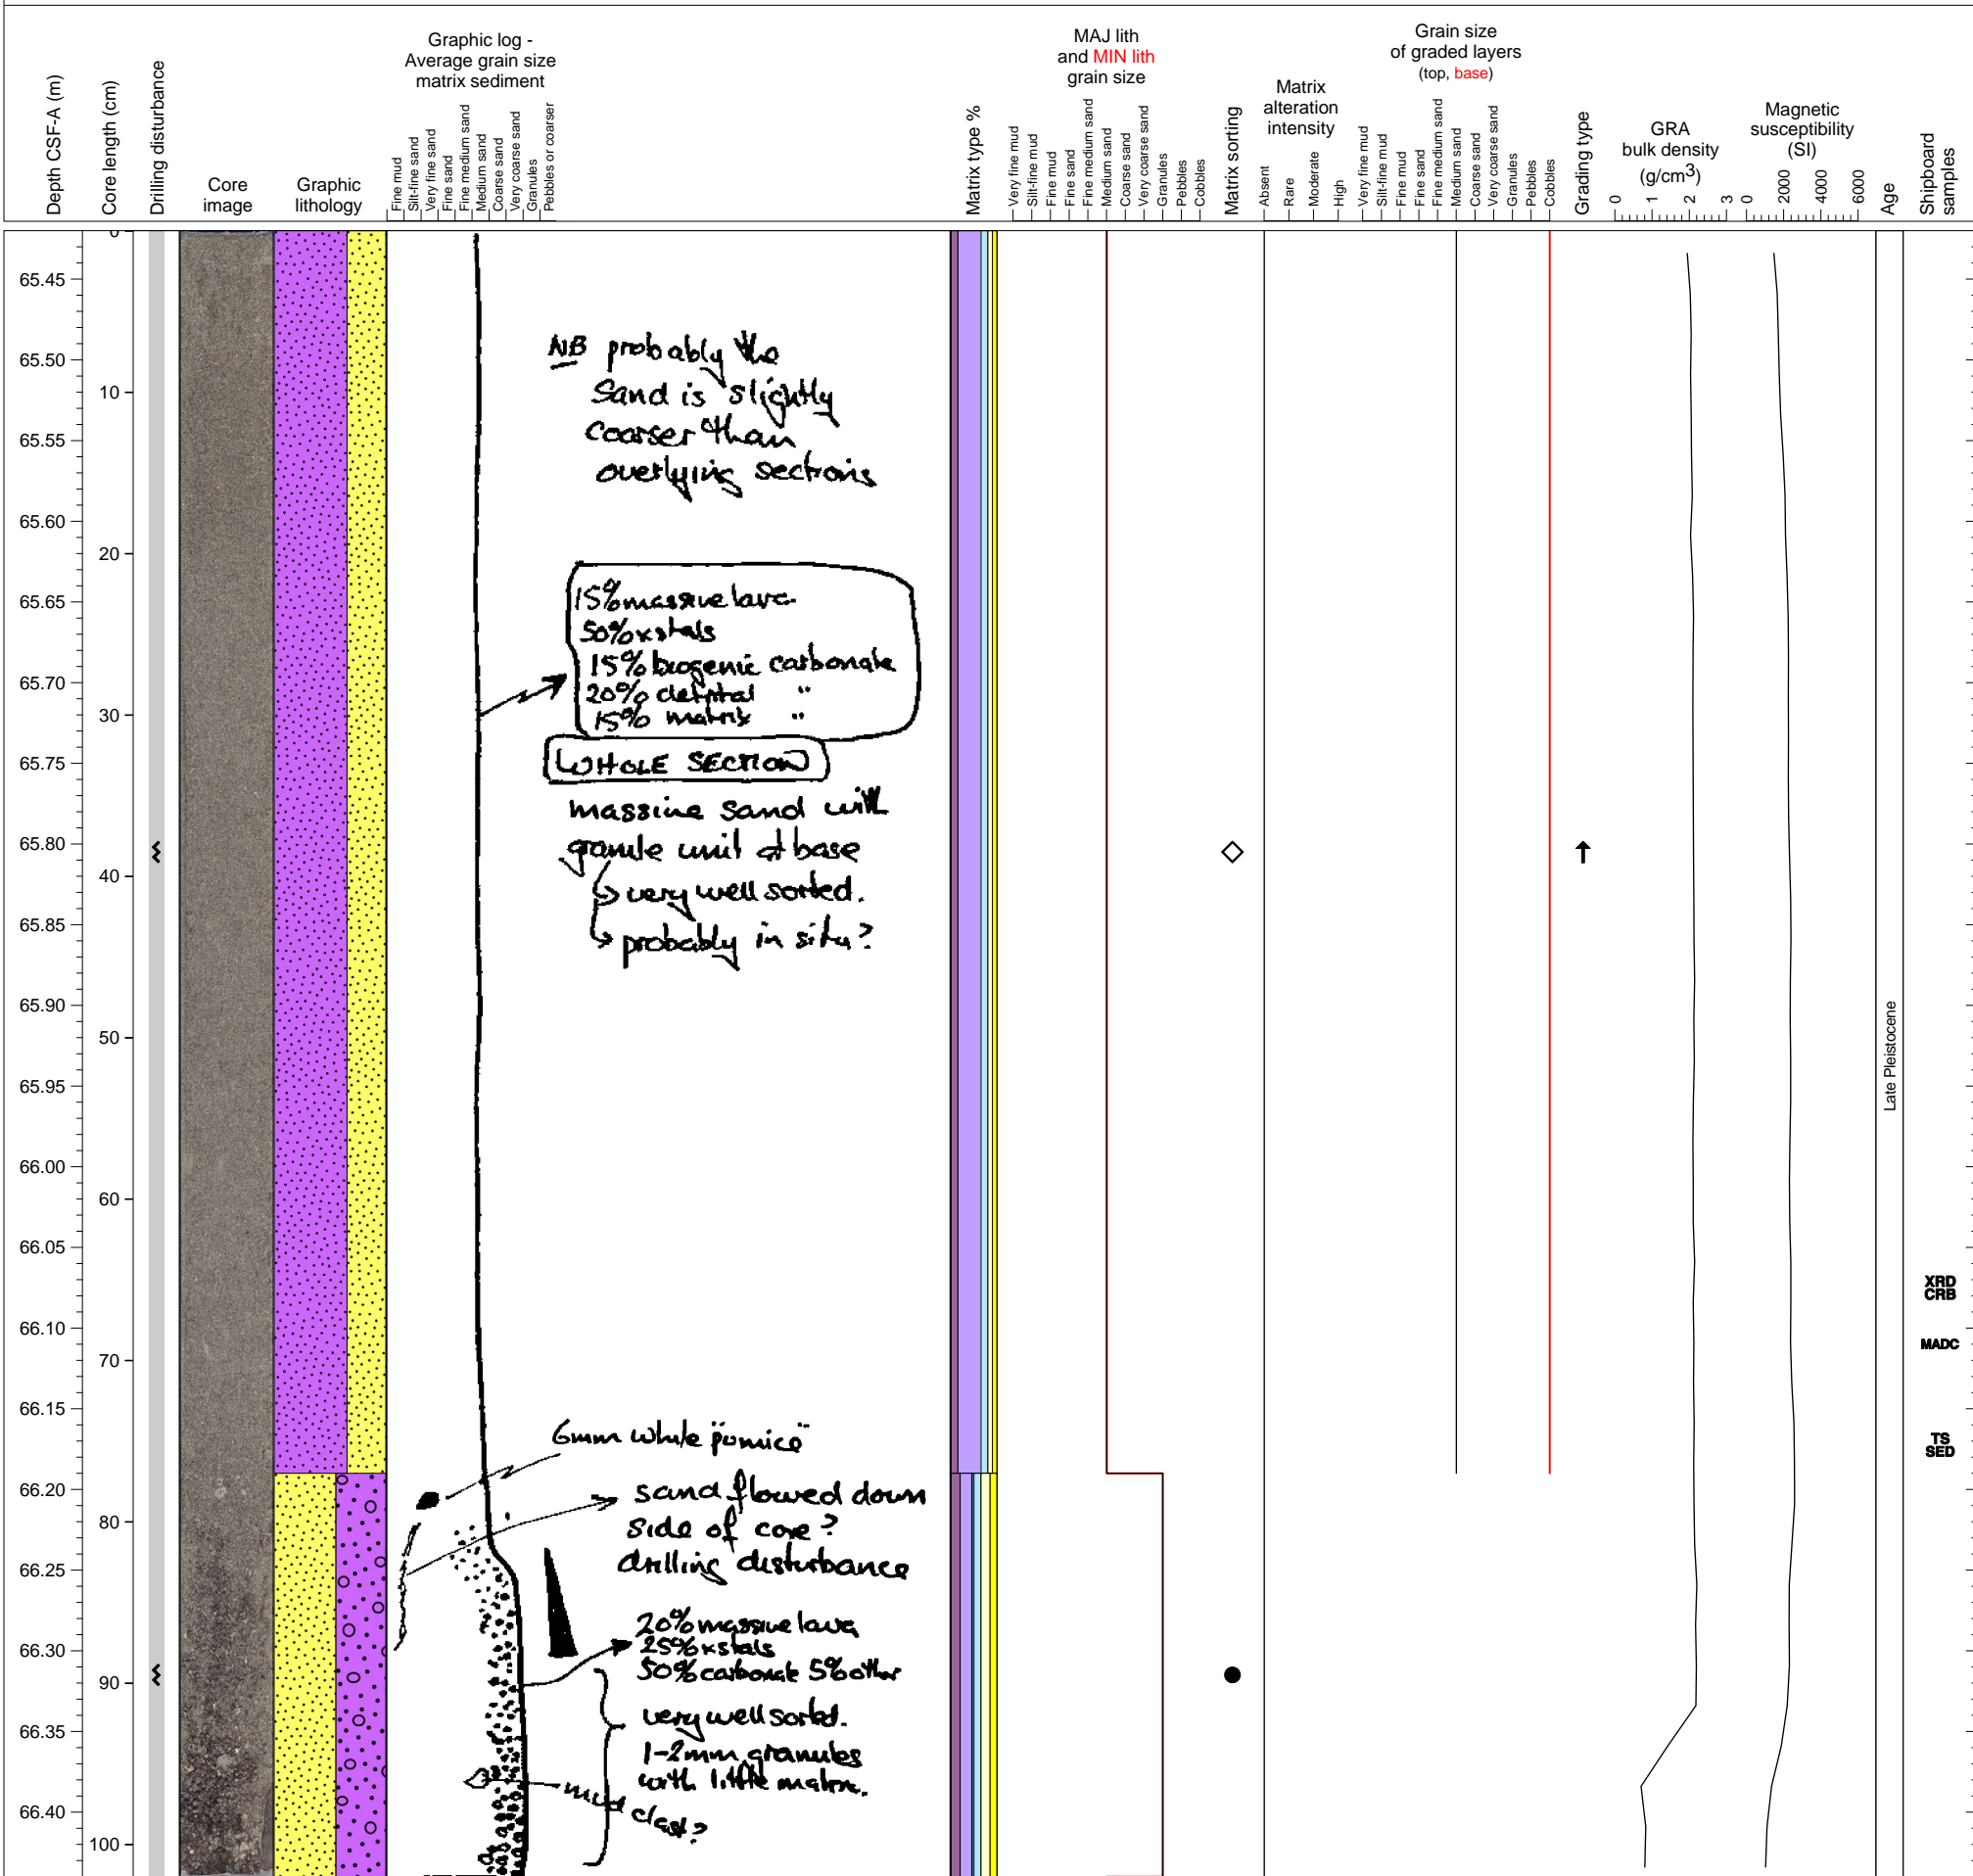 Depth CSF-A (m)
Core length (cm)
Drilling disturbance
Core
image
Graphic
lithology
Graphic log -
Average grain size
matrix sediment
Fine mud
Silt-fine sand
Very fine sand
Fine sand
Fine medium sand
Medium sand
Coarse sand
Very coarse sand
Granules
Pebbles or coarser
Matrix type %
MAJ lith
and MIN lith
grain size
Very fine mud
Silt-fine mud
Fine mud
Fine sand
Fine medium sand
Medium sand
Coarse sand
Very coarse sand
Granules
Pebbles
Cobbles
Matrix sorting
Matrix
alteration
intensity
Absent
Rare
Moderate
High
Grain size
of graded layers
(top, base)
Very fine mud
Silt-fine mud
Fine mud
Fine sand
Fine medium sand
Medium sand
Coarse sand
Very coarse sand
Granules
Pebbles
Cobbles
Grading type
GRA
bulk density
(g/cm3)
0 1 2 3
Magnetic
susceptibility
(SI)
0 2000 4000 6000
Age
Shipboard
samples
65.45
65.50
65.55
65.60
65.65
65.70
65.75
65.80
65.85
65.90
65.95
66.00
66.05
66.10
66.15
66.20
66.25
66.30
66.35
66.40
0
10
20
30
40
50
60
70
80
90
100
NB probably the
Sand is slightly
coarser than
overlying sections
15% massive lava
50% xstals
15% biogenic carbonate
20% detrital "
15% matrix "
WHOLE SECTION
massive sand with
granule unit at base
very well sorted.
probably in situ?
6mm white "pumice"
sand flowed down
side of core?
drilling disturbance
20% massive lava
25% xstals
50% carbonate 5% other
very well sorted.
1-2mm granules
with little matrix.
mud clast?
Late Pleistocene
XRD
CRB
MADC
TS
SED